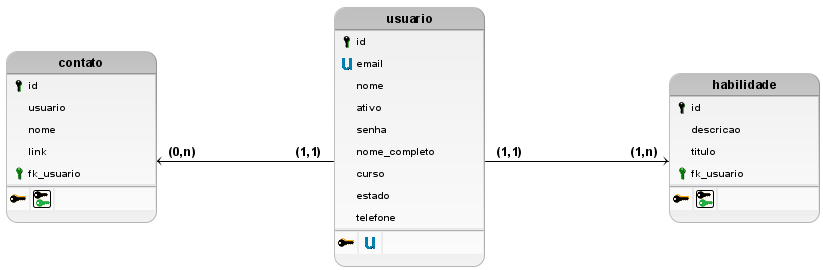 contato
id
usuario
nome
link
fk_usuario
(0,n)
(1,1)
usuario
id
u email
nome
ativo
senha
nome_completo
curso
estado
telefone
u
(1,1)
(1,n)
habilidade
id
descricao
titulo
fk_usuario